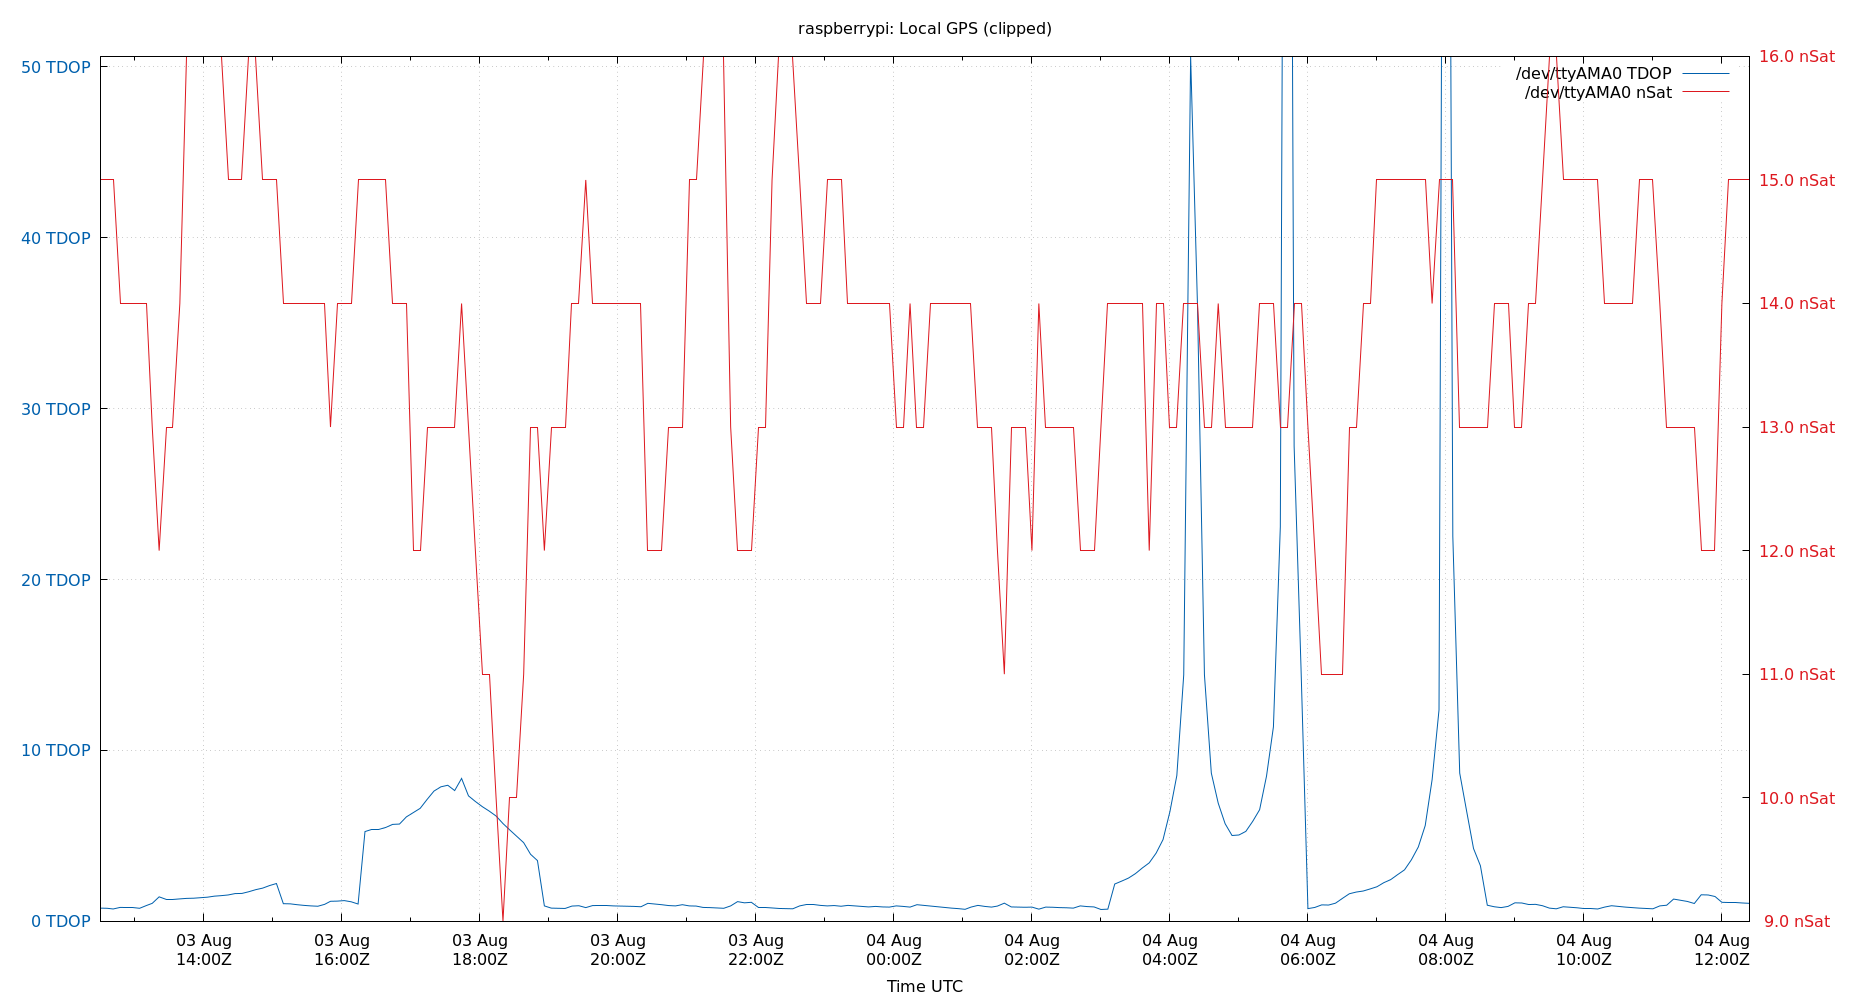 raspberrypi: Local GPS (clipped)
50 TDOP
40 TDOP
30 TDOP
20 TDOP
10 TDOP
0 TDOP
16.0 nSat
15.0 nSat
14.0 nSat
13.0 nSat
12.0 nSat
11.0 nSat
10.0 nSat
9.0 nSat
/dev/ttyAMA0 TDOP
/dev/ttyAMA0 nSat
03 Aug 03 Aug 03 Aug 03 Aug 03 Aug 04 Aug 04 Aug 04 Aug 04 Aug 04 Aug 04 Aug 04 Aug
14:00Z 16:00Z 18:00Z 20:00Z 22:00Z 00:00Z 02:00Z 04:00Z 06:00Z 08:00Z 10:00Z 12:00Z
Time UTC